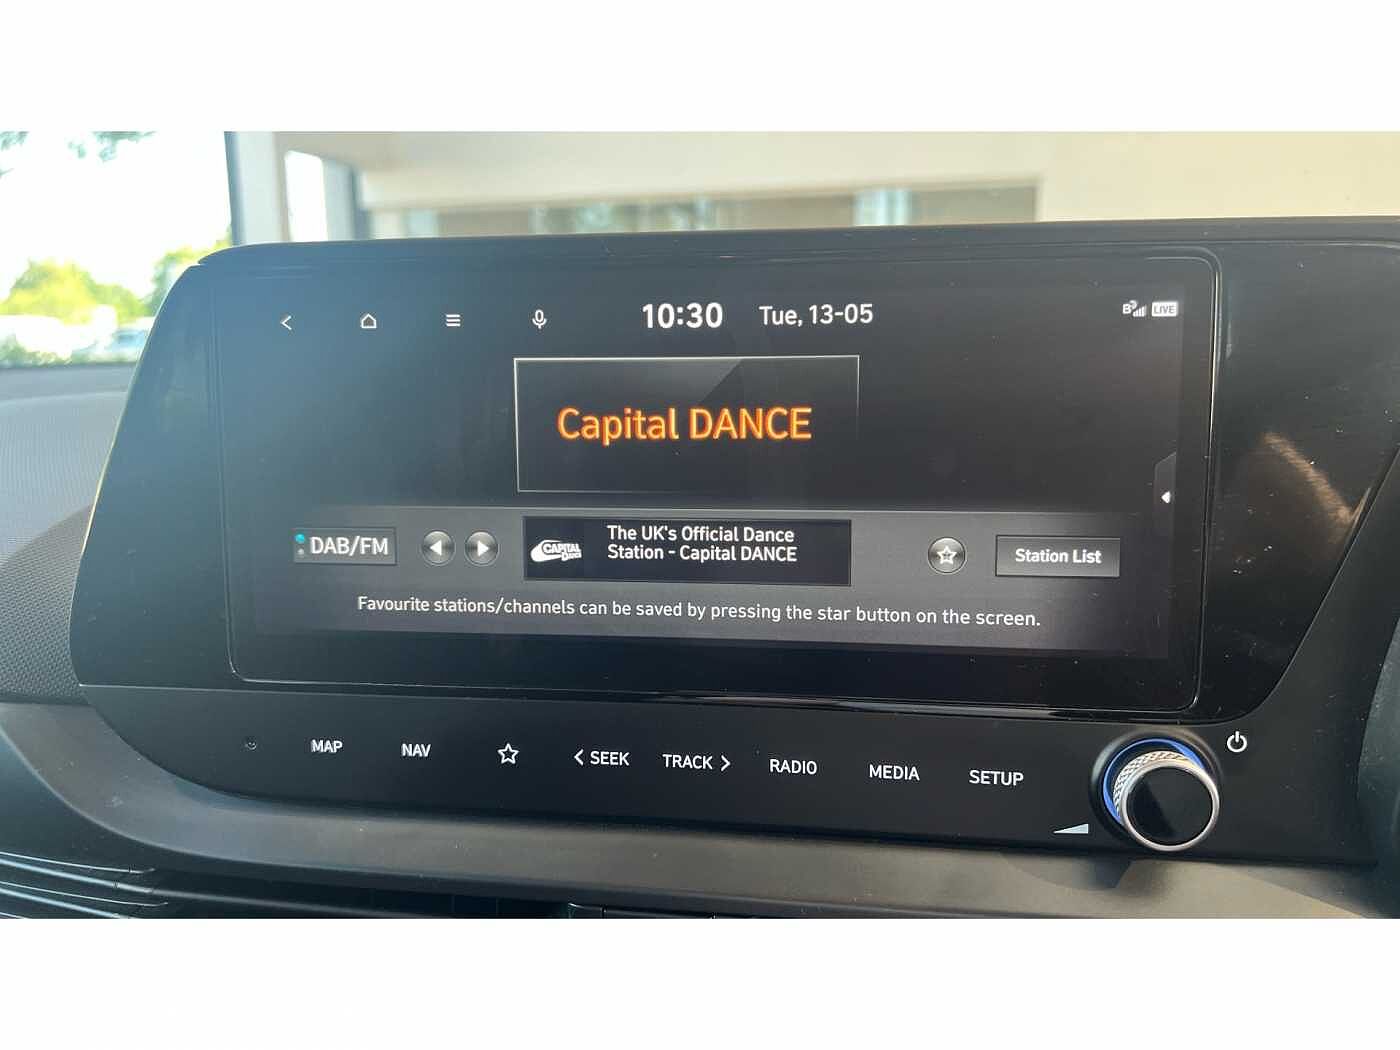 10:30 Tue, 13-05
LIVE
Capital DANCE
DAB/FM
CAPITAL
DANCE
The UK's Official Dance
Station - Capital DANCE
Station List
Favourite stations/channels can be saved by pressing the star button on the screen.
MAP NAV SEEK TRACK RADIO MEDIA SETUP